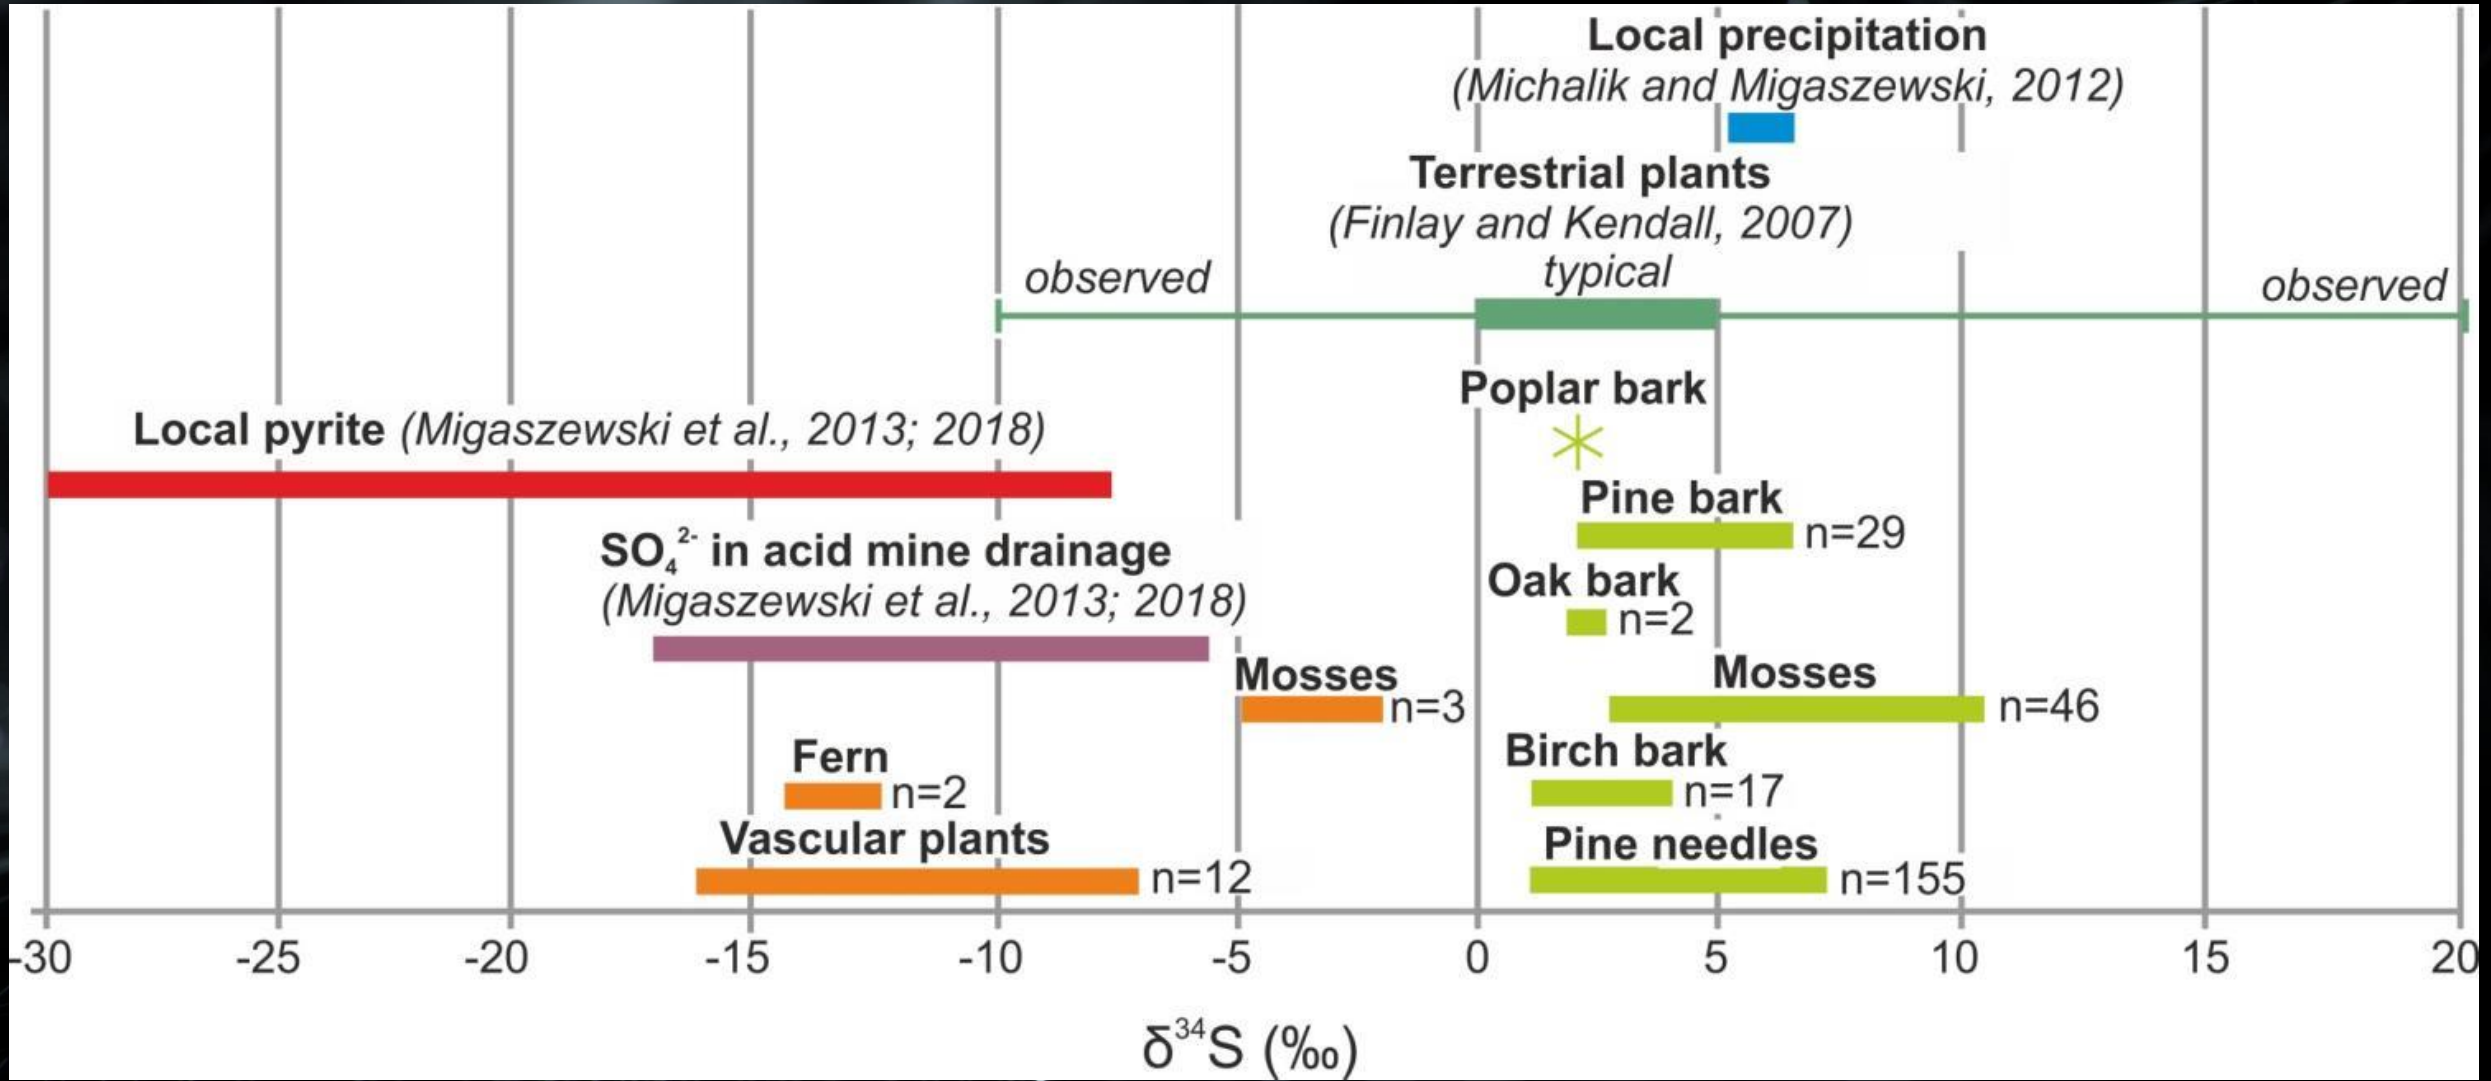 Local precipitation
(Michalik and Migaszewski, 2012)
Terrestrial plants
(Finlay and Kendall, 2007)
typical
observed
observed
Poplar bark
Local pyrite (Migaszewski et al., 2013; 2018)
Pine bark
n=29
SO₄²⁻ in acid mine drainage
(Migaszewski et al., 2013; 2018)
Oak bark
n=2
Mosses
n=3
Mosses
n=46
Fern
n=2
Birch bark
n=17
Vascular plants
n=12
Pine needles
n=155
-30 -25 -20 -15 -10 -5 0 5 10 15 20
δ³⁴S (‰)